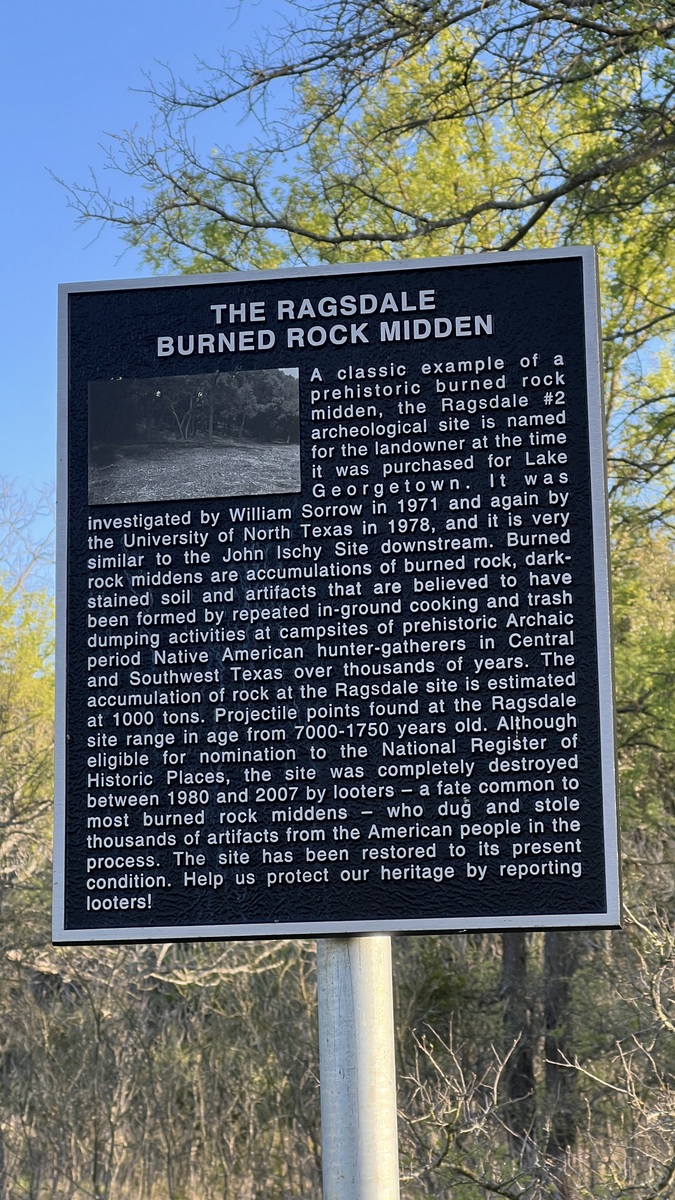 THE RAGSDALE
BURNED ROCK MIDDEN
A classic example of a
prehistoric burned rock
midden, the Ragsdale #2
archeological site is named
for the landowner at the time
it was purchased for Lake
Georgetown. It was
investigated by William Sorrow in 1971 and again by
the University of North Texas in 1978, and it is very
similar to the John Ischy Site downstream. Burned
rock middens are accumulations of burned rock, dark-
stained soil and artifacts that are believed to have
been formed by repeated in-ground cooking and trash
dumping activities at campsites of prehistoric Archaic
period Native American hunter-gatherers in Central
and Southwest Texas over thousands of years. The
accumulation of rock at the Ragsdale site is estimated
at 1000 tons. Projectile points found at the Ragsdale
site range in age from 7000-1750 years old. Although
eligible for nomination to the National Register of
Historic Places, the site was completely destroyed
between 1980 and 2007 by looters – a fate common to
most burned rock middens – who dug and stole
thousands of artifacts from the American people in the
process. The site has been restored to its present
condition. Help us protect our heritage by reporting
looters!